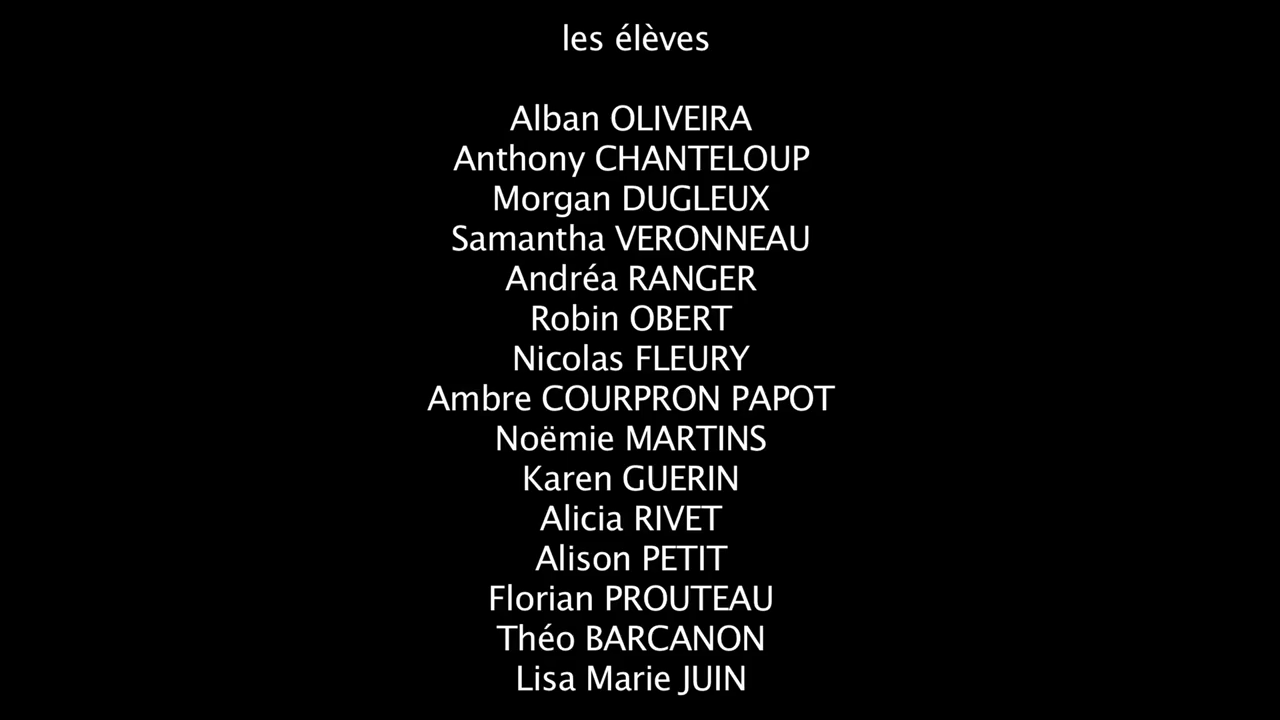 les élèves
Alban OLIVEIRA
Anthony CHANTELOUP
Morgan DUGLEUX
Samantha VERONNEAU
Andréa RANGER
Robin OBERT
Nicolas FLEURY
Ambre COURPRON PAPOT
Noëmie MARTINS
Karen GUERIN
Alicia RIVET
Alison PETIT
Florian PROUTEAU
Théo BARCANON
Lisa Marie JUIN